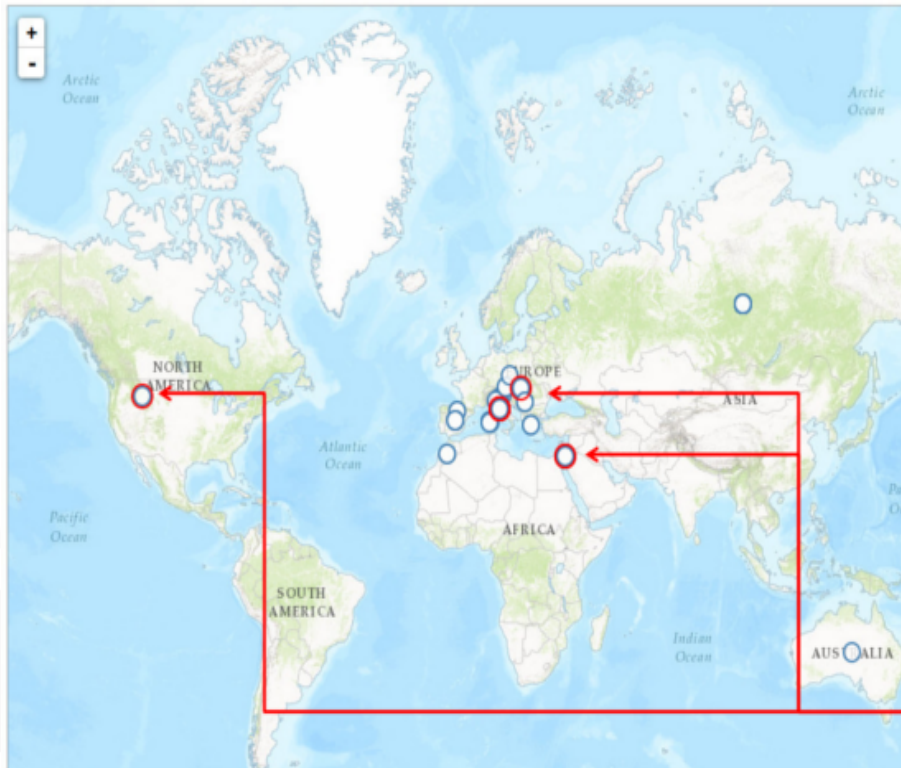 +
-
Arctic
Ocean
Arctic
Ocean
NORTH
AMERICA
UROPE
ASIA
Atlantic
Ocean
Pacific
Ocean
AFRICA
SOUTH
AMERICA
Indian
Ocean
AUS ALIA